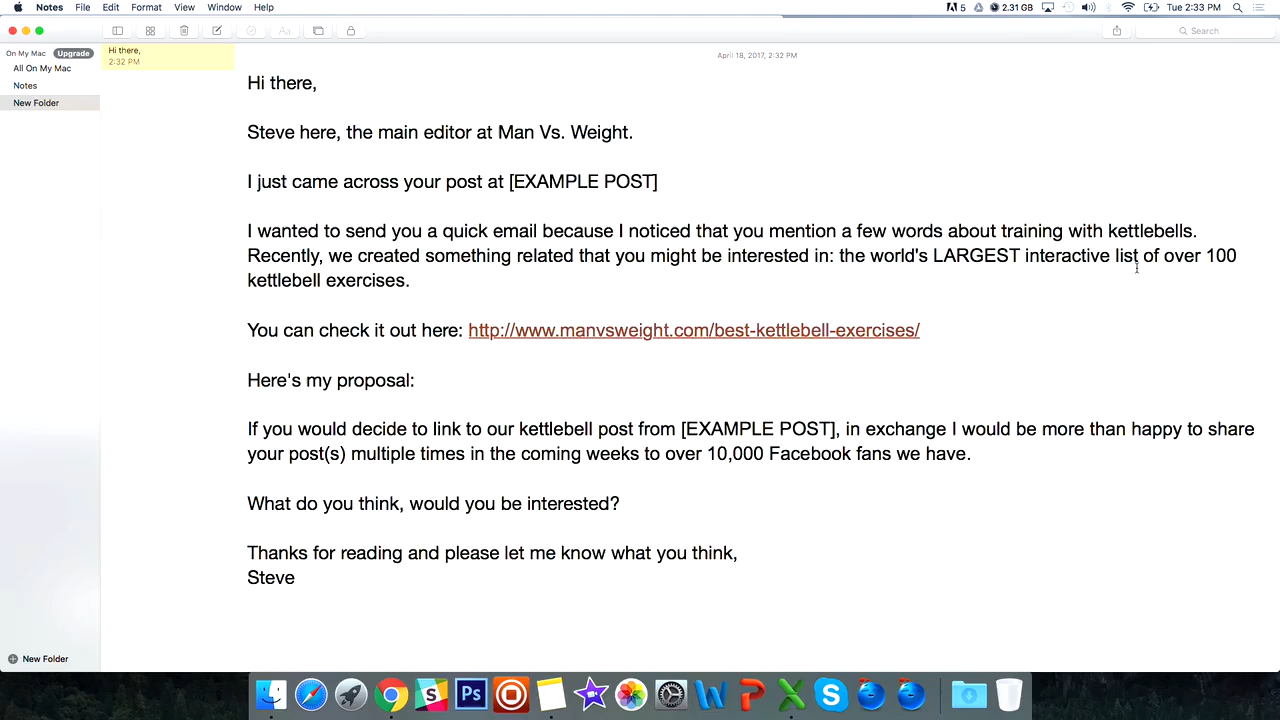 Notes File Edit Format View Window Help
5 2.31 GB Tue 2:33 PM
Search
On My Mac Upgrade
All On My Mac
Notes
New Folder
Hi there,
2:32 PM
April 18, 2017, 2:32 PM
Hi there,
Steve here, the main editor at Man Vs. Weight.
I just came across your post at [EXAMPLE POST]
I wanted to send you a quick email because I noticed that you mention a few words about training with kettlebells.
Recently, we created something related that you might be interested in: the world's LARGEST interactive list of over 100
kettlebell exercises.
You can check it out here: http://www.manvsweight.com/best-kettlebell-exercises/
Here's my proposal:
If you would decide to link to our kettlebell post from [EXAMPLE POST], in exchange I would be more than happy to share
your post(s) multiple times in the coming weeks to over 10,000 Facebook fans we have.
What do you think, would you be interested?
Thanks for reading and please let me know what you think,
Steve
New Folder